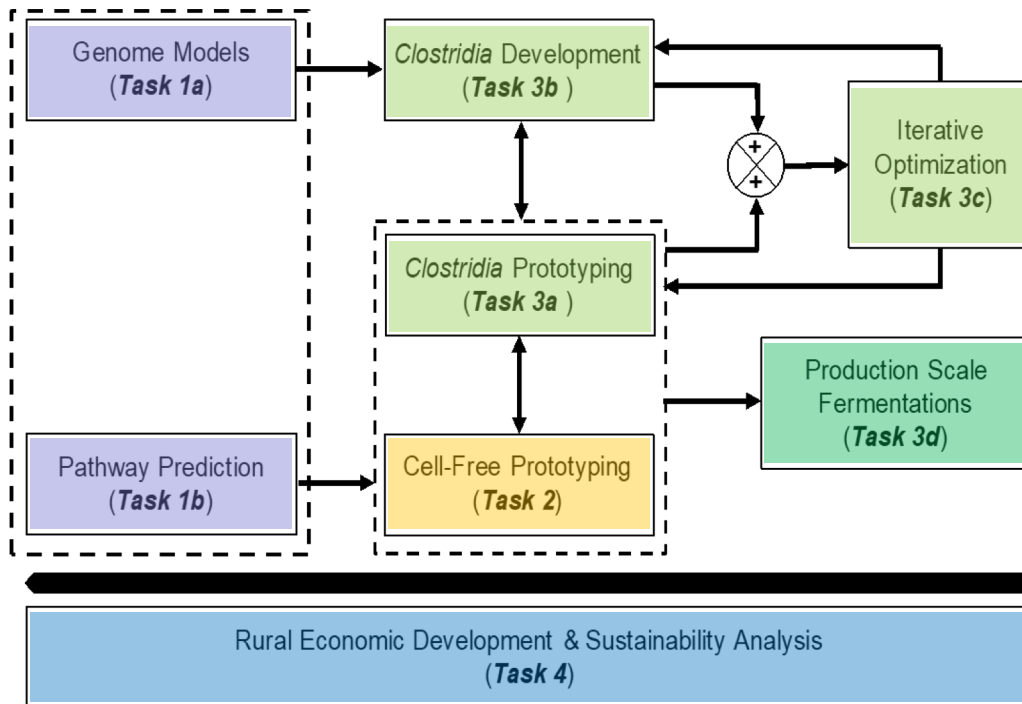 Genome Models
(Task 1a)
Clostridia Development
(Task 3b )
+
+
Iterative
Optimization
(Task 3c)
Clostridia Prototyping
(Task 3a )
Production Scale
Fermentations
(Task 3d)
Pathway Prediction
(Task 1b)
Cell-Free Prototyping
(Task 2)
Rural Economic Development & Sustainability Analysis
(Task 4)